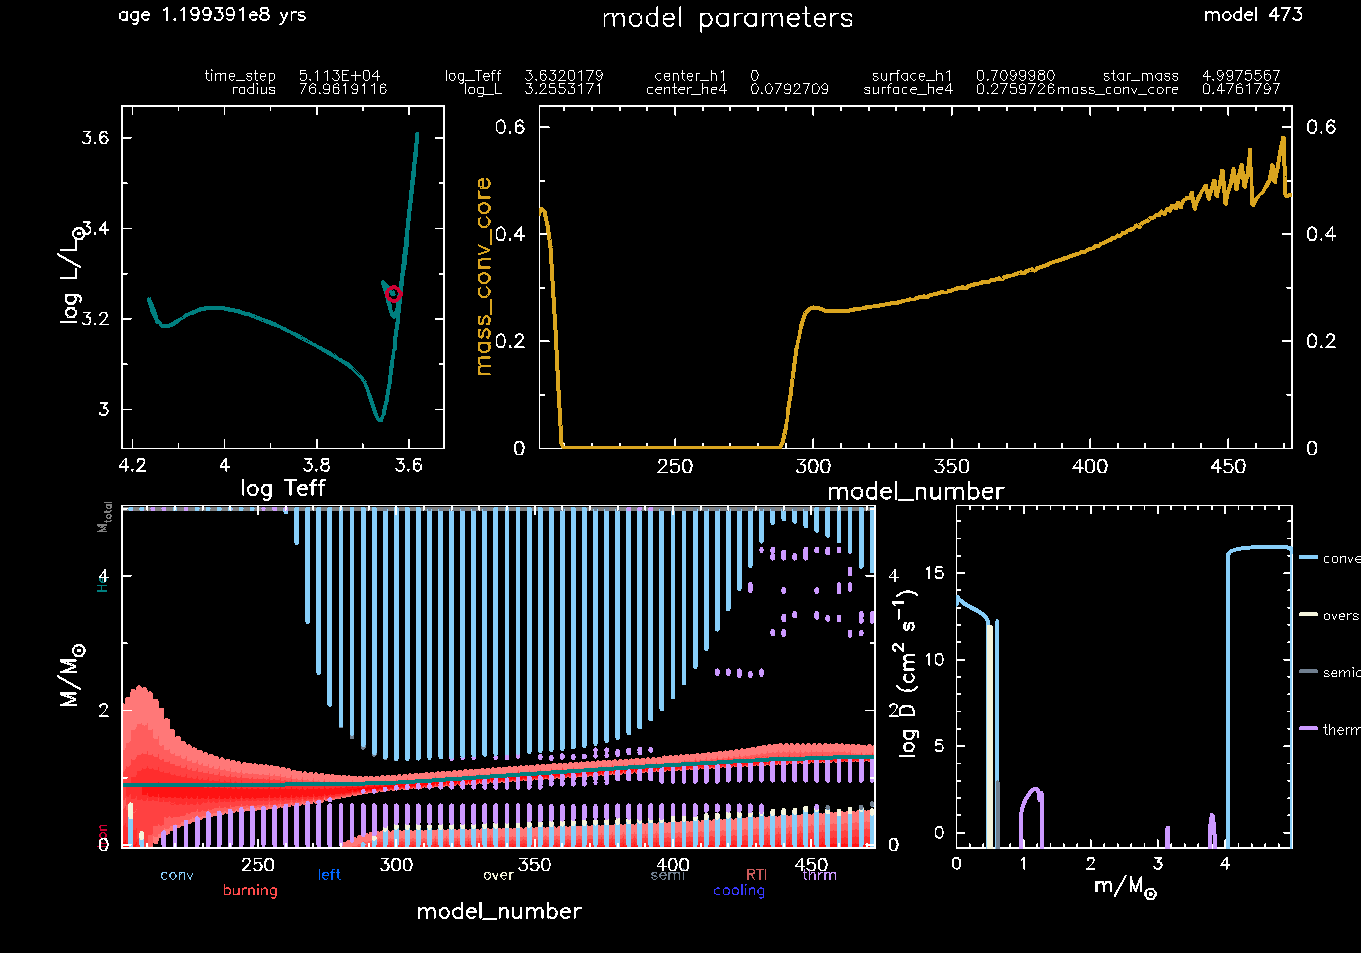 age 1.199391e8 yrs model parameters model 473
time_step 5.113E+04 log_Teff 3.6320179 center_h1 0 surface_h1 0.7099980 star_mass 4.9975567
radius 76.9619116 log_L 3.2553171 center_he4 0.0792709 surface_he4 0.2759726 mass_conv_core 0.4761797
3.6
3.4
3.2
3
log L/L⊙
4.2 4 3.8 3.6
log Teff
0.6
0.4
0.2
0
mass_conv_core
0.6
0.4
0.2
0
250 300 350 400 450
model_number
Mtotal
He
4
2
0
M/M⊙
4
2
0
250 300 350 400 450
conv left over semi RTI thrm
burning cooling
model_number
log D (cm² s⁻¹)
15
10
5
0
0 1 2 3 4
m/M⊙
conve
overs
semic
therm